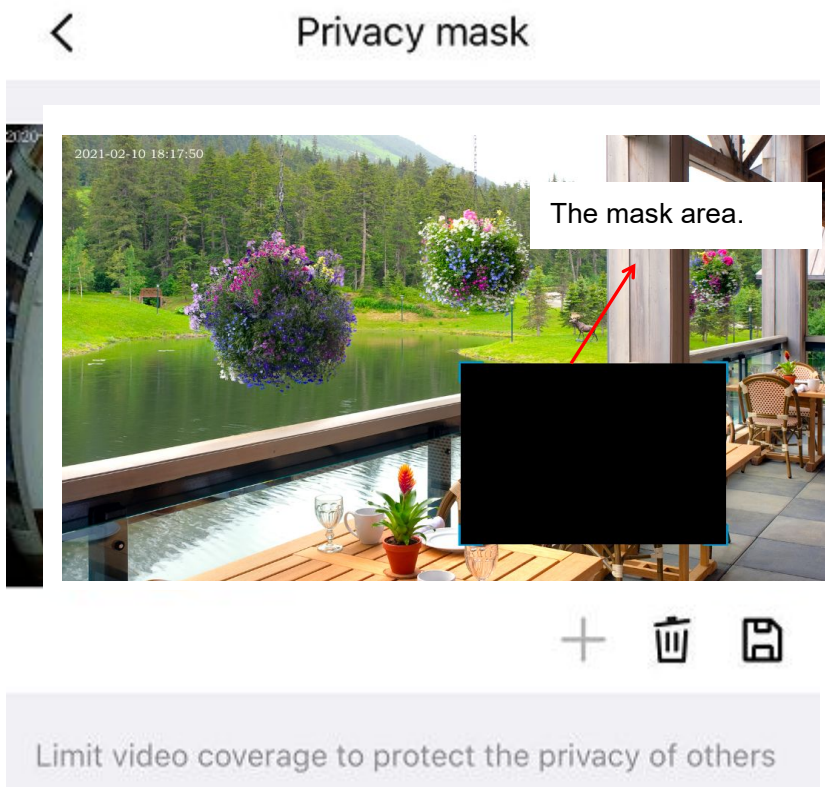 Privacy mask
2020-
2021-02-10 18:17:50
The mask area.
Limit video coverage to protect the privacy of others